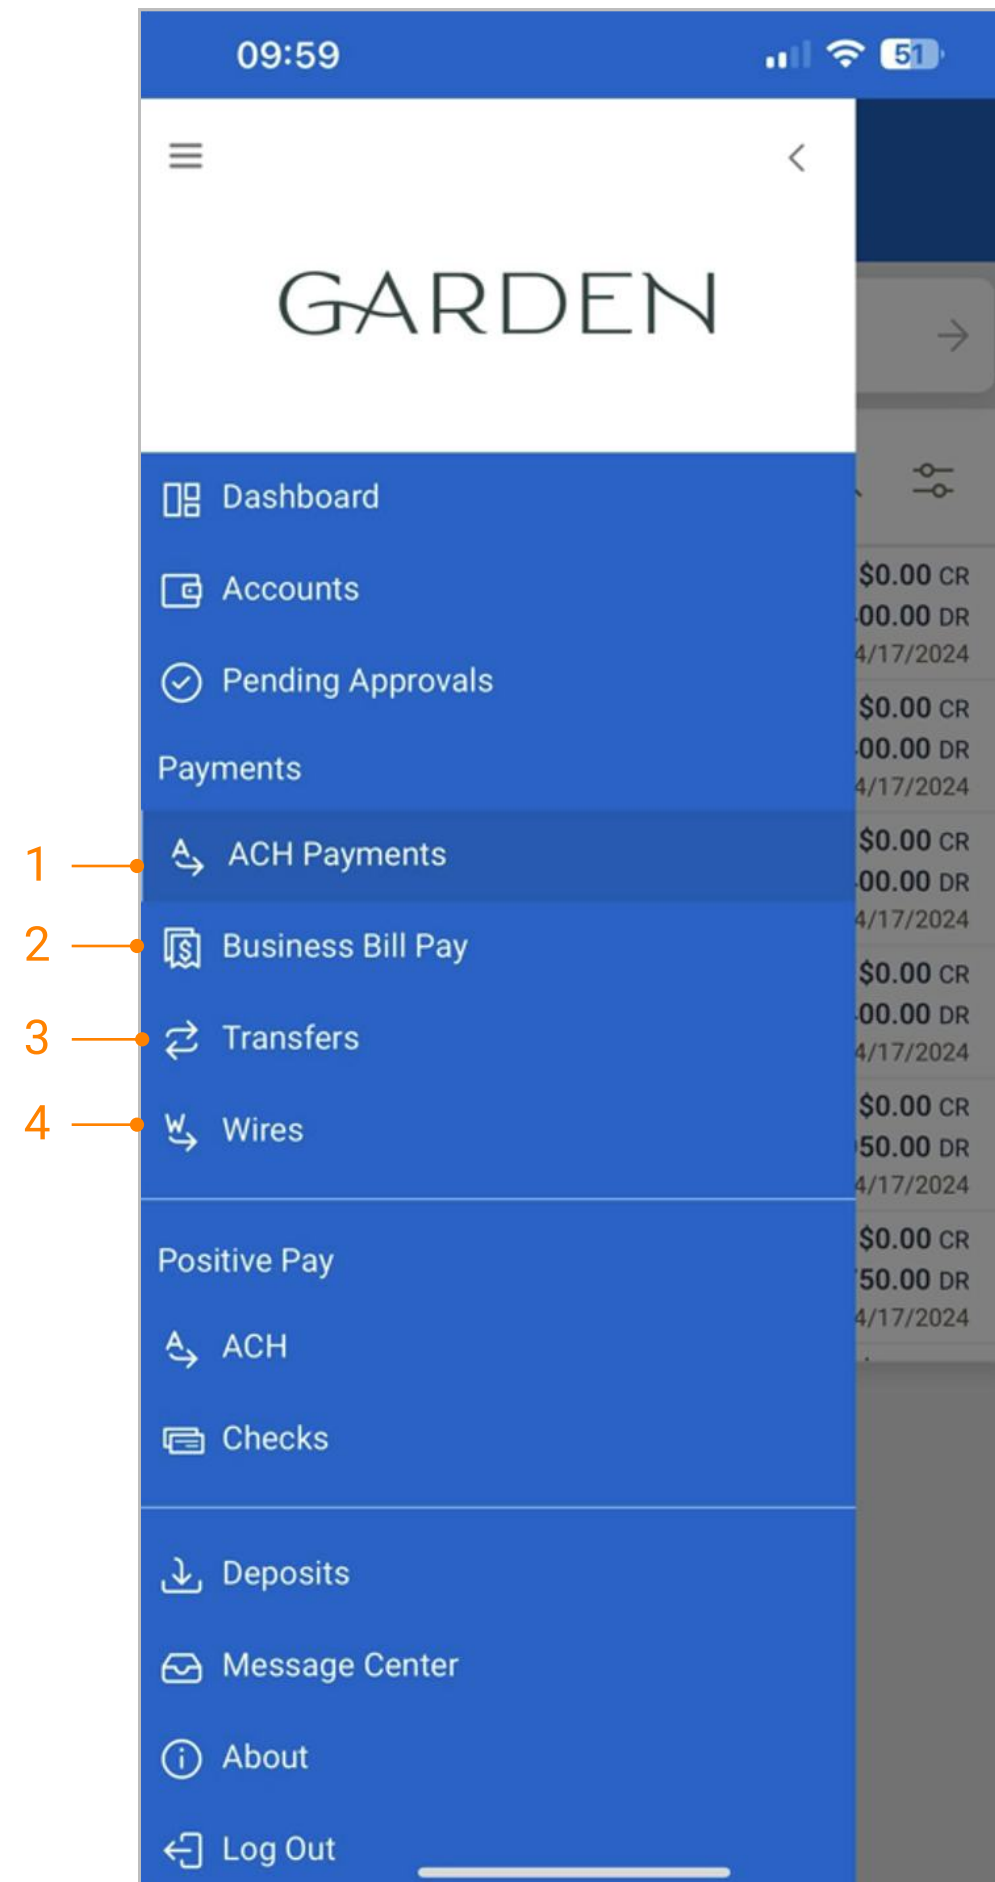 09:59
51
GARDEN
Dashboard
Accounts
Pending Approvals
Payments
1 ACH Payments
2 Business Bill Pay
3 Transfers
4 Wires
Positive Pay
ACH
Checks
Deposits
Message Center
About
Log Out
$0.00 CR
00.00 DR
4/17/2024
$0.00 CR
00.00 DR
4/17/2024
$0.00 CR
00.00 DR
4/17/2024
$0.00 CR
00.00 DR
4/17/2024
$0.00 CR
50.00 DR
4/17/2024
$0.00 CR
50.00 DR
4/17/2024